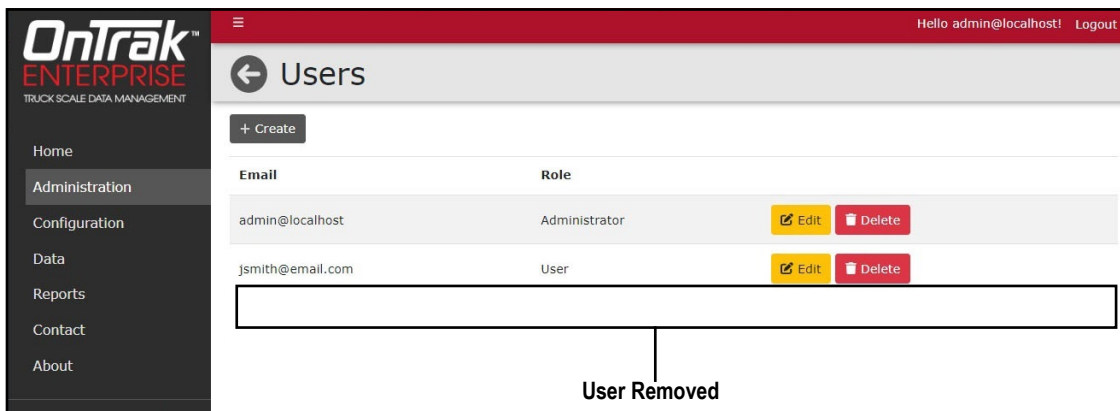 OnTrak™
ENTERPRISE
TRUCK SCALE DATA MANAGEMENT
Home
Administration
Configuration
Data
Reports
Contact
About
Hello admin@localhost! Logout
Users
+ Create
Email Role
admin@localhost Administrator Edit Delete
jsmith@email.com User Edit Delete
User Removed